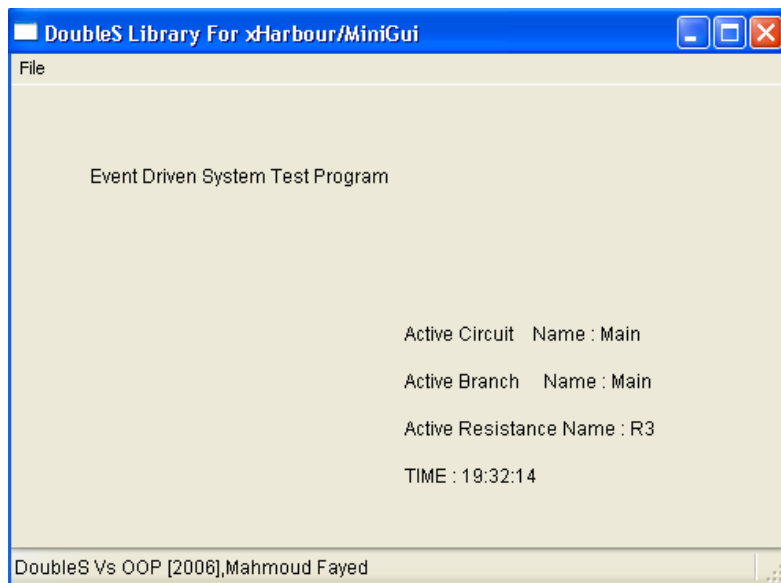 DoubleS Library For xHarbour/MiniGui
File
Event Driven System Test Program
Active Circuit Name : Main
Active Branch Name : Main
Active Resistance Name : R3
TIME : 19:32:14
DoubleS Vs OOP [2006],Mahmoud Fayed